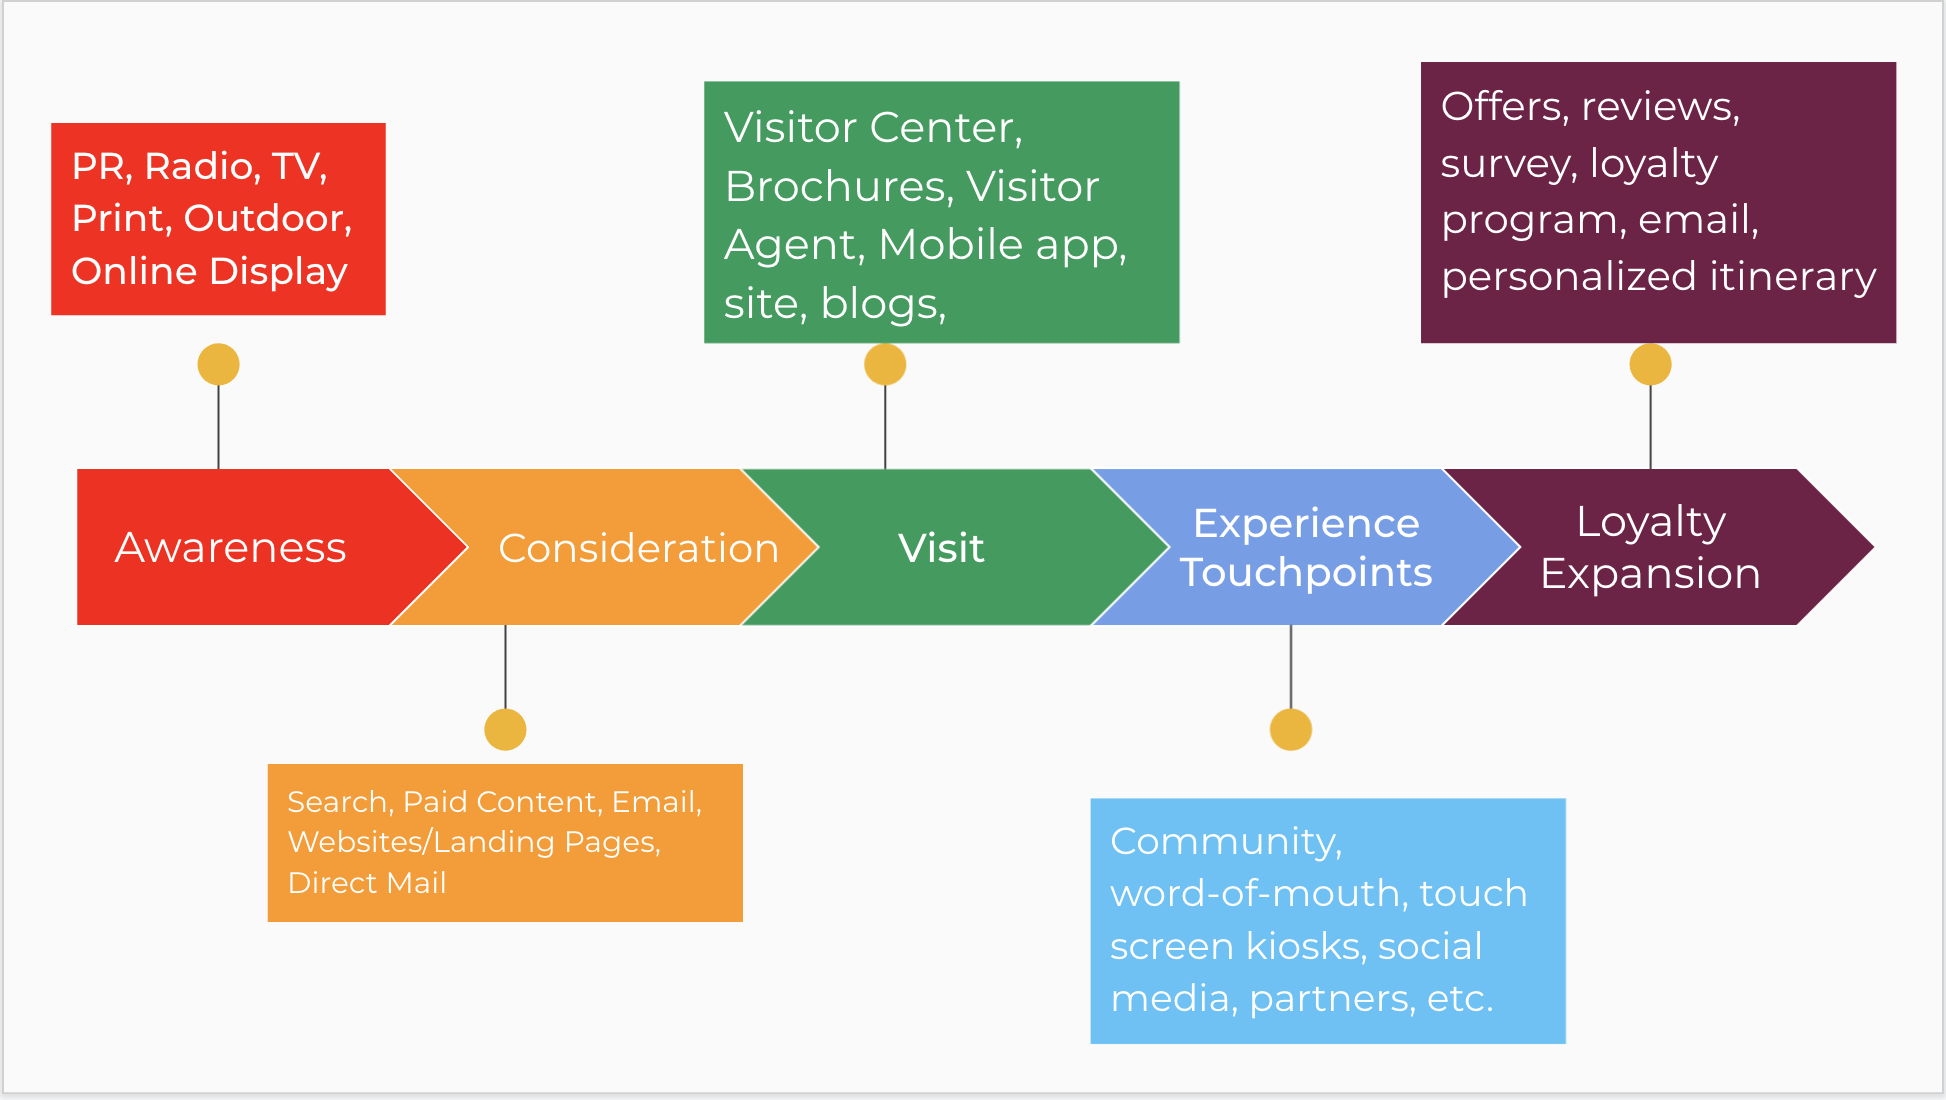 PR, Radio, TV,
Print, Outdoor,
Online Display
Visitor Center,
Brochures, Visitor
Agent, Mobile app,
site, blogs,
Offers, reviews,
survey, loyalty
program, email,
personalized itinerary
Awareness
Consideration
Visit
Experience
Touchpoints
Loyalty
Expansion
Search, Paid Content, Email,
Websites/Landing Pages,
Direct Mail
Community,
word-of-mouth, touch
screen kiosks, social
media, partners, etc.